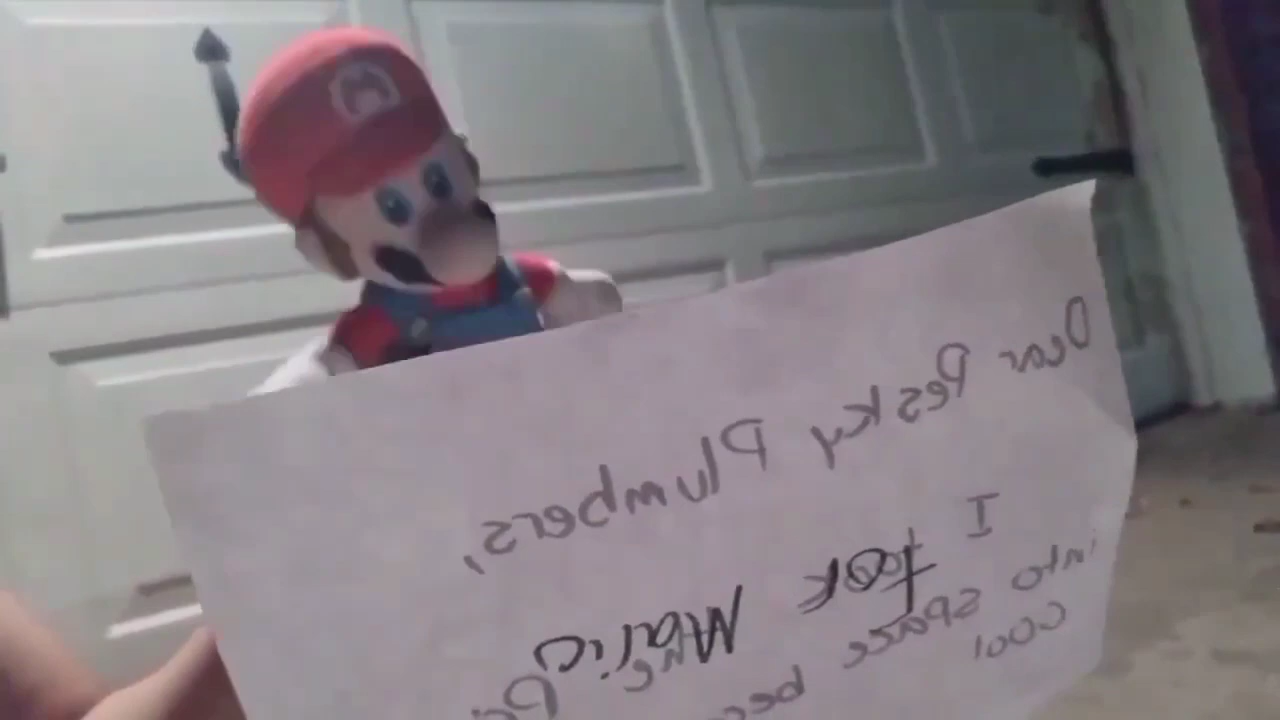 M
Dear Pesky Plumbers,
I took Mario
into space
cool